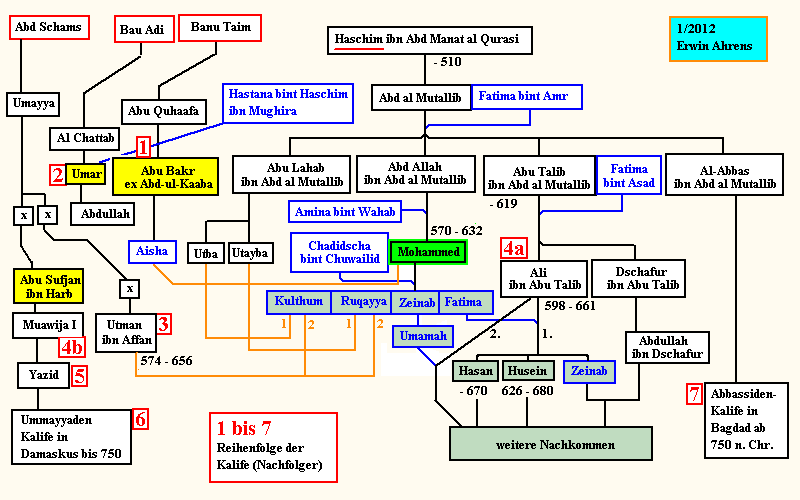 Abd Schams
Bau Adi
Banu Taim
Haschim ibn Abd Manat al Qurasi
1/2012
Erwin Ahrens
- 510
Umayya
Hastana bint Haschim
ibn Mughira
Abd al Mutallib
Fatima bint Amr
Abu Quhaafa
Al Chattab
1
2
Umar
Abu Bakr
ex Abd-ul-Kaaba
Abu Lahab
ibn Abd al Mutallib
Abd Allah
ibn Abd al Mutallib
Abu Talib
ibn Abd al Mutallib
Fatima
bint Asad
Al-Abbas
ibn Abd al Mutallib
- 619
x
x
Abdullah
Amina bint Wahab
570 - 632
Aisha
Utba
Utayba
Chadidscha
bint Chuwailid
Mohammed
4a
Ali
ibn Abu Talib
Dschafur
ibn Abu Talib
Abu Sufjan
ibn Harb
x
Kulthum
Ruqayya
Zeinab
Fatima
598 - 661
Muawija I
Utman
ibn Affan
3
1
2
1
2
Umamah
2.
1.
Abdullah
ibn Dschafur
4b
574 - 656
Yazid
5
Hasan
Husein
Zeinab
- 670
626 - 680
7
Abbassiden-
Kalife in
Bagdad ab
750 n. Chr.
Ummayyaden
Kalife in
Damaskus bis 750
6
1 bis 7
Reihenfolge der
Kalife (Nachfolger)
weitere Nachkommen